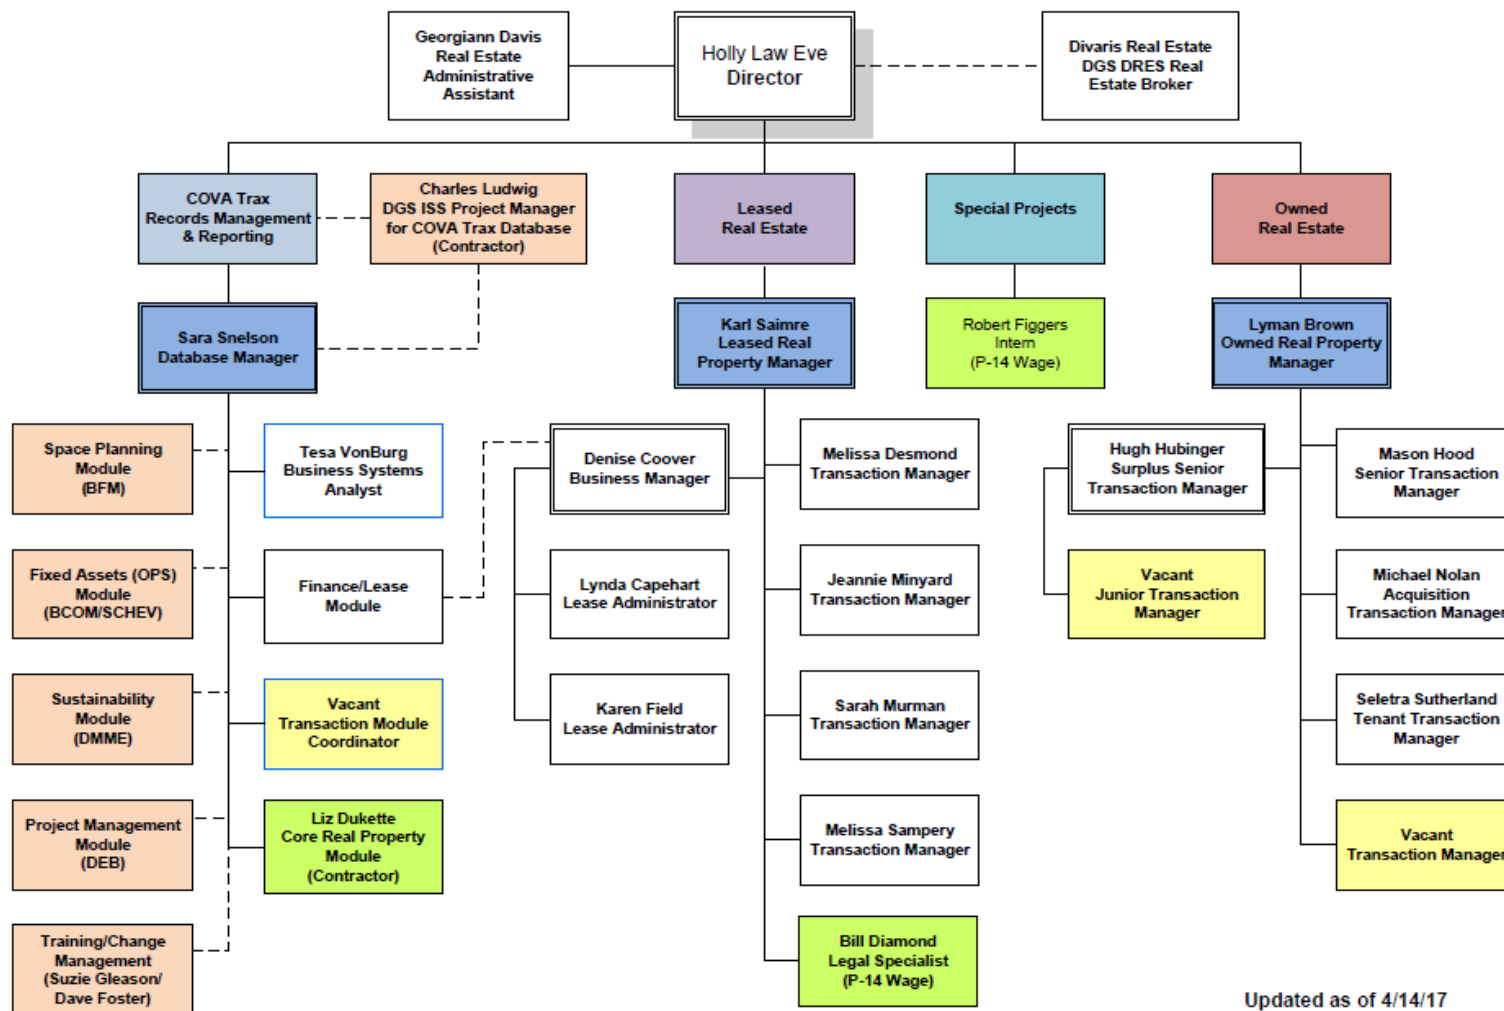 Georgiann Davis
Real Estate
Administrative
Assistant
Holly Law Eve
Director
Divaris Real Estate
DGS DRES Real
Estate Broker
COVA Trax
Records Management
& Reporting
Charles Ludwig
DGS ISS Project Manager
for COVA Trax Database
(Contractor)
Leased
Real Estate
Special Projects
Owned
Real Estate
Sara Snelson
Database Manager
Karl Saimre
Leased Real
Property Manager
Robert Figgers
Intern
(P-14 Wage)
Lyman Brown
Owned Real Property
Manager
Space Planning
Module
(BFM)
Tesa VonBurg
Business Systems
Analyst
Denise Coover
Business Manager
Melissa Desmond
Transaction Manager
Hugh Hubinger
Surplus Senior
Transaction Manager
Mason Hood
Senior Transaction
Manager
Fixed Assets (OPS)
Module
(BCOM/SCHEV)
Finance/Lease
Module
Lynda Capehart
Lease Administrator
Jeannie Minyard
Transaction Manager
Vacant
Junior Transaction
Manager
Michael Nolan
Acquisition
Transaction Manager
Sustainability
Module
(DMME)
Vacant
Transaction Module
Coordinator
Karen Field
Lease Administrator
Sarah Murman
Transaction Manager
Seletra Sutherland
Tenant Transaction
Manager
Project Management
Module
(DEB)
Liz Dukette
Core Real Property
Module
(Contractor)
Melissa Sampery
Transaction Manager
Vacant
Transaction Manager
Training/Change
Management
(Suzie Gleason/
Dave Foster)
Bill Diamond
Legal Specialist
(P-14 Wage)
Updated as of 4/14/17